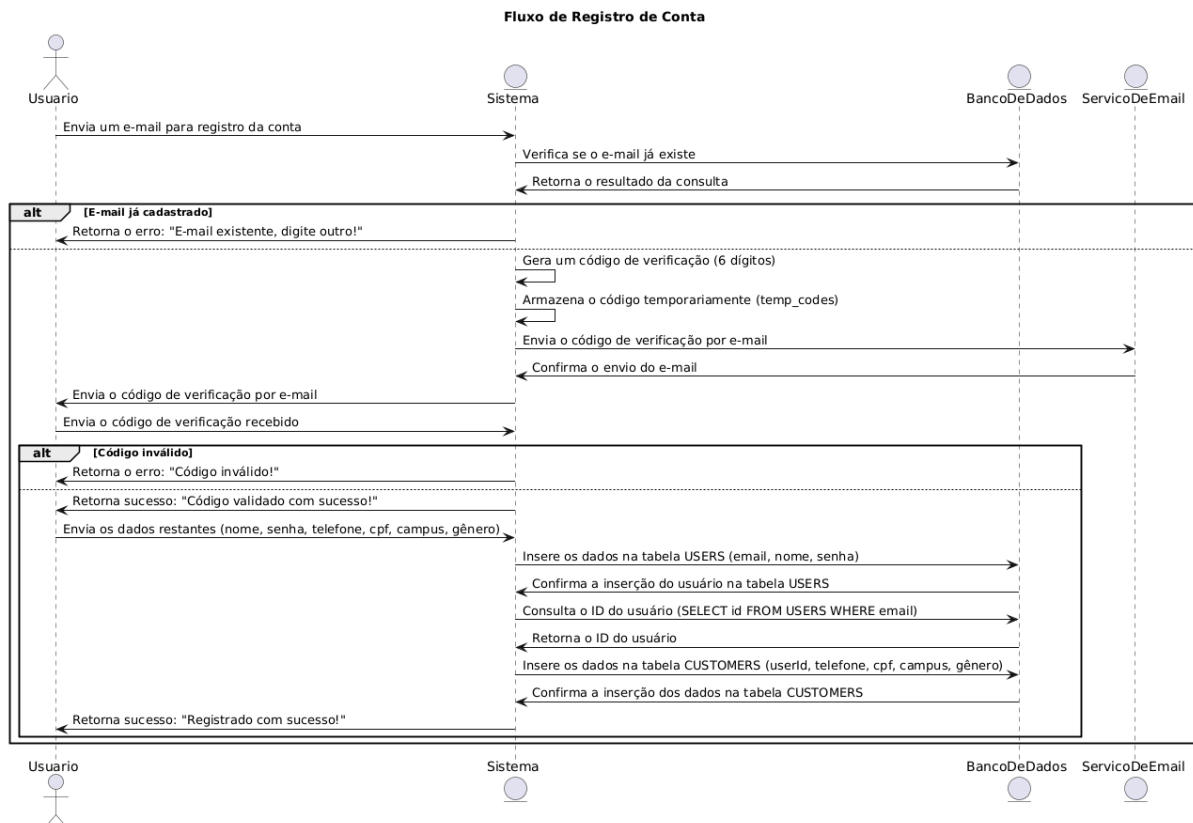 Fluxo de Registro de Conta
Usuario
Sistema
BancoDeDados
ServicoDeEmail
Envia um e-mail para registro da conta
Verifica se o e-mail já existe
Retorna o resultado da consulta
alt
[E-mail já cadastrado]
Retorna o erro: "E-mail existente, digite outro!"
Gera um código de verificação (6 dígitos)
Armazena o código temporariamente (temp_codes)
Envia o código de verificação por e-mail
Confirma o envio do e-mail
Envia o código de verificação por e-mail
Envia o código de verificação recebido
alt
[Código inválido]
Retorna o erro: "Código inválido!"
Retorna sucesso: "Código validado com sucesso!"
Envia os dados restantes (nome, senha, telefone, cpf, campus, gênero)
Insere os dados na tabela USERS (email, nome, senha)
Confirma a inserção do usuário na tabela USERS
Consulta o ID do usuário (SELECT id FROM USERS WHERE email)
Retorna o ID do usuário
Insere os dados na tabela CUSTOMERS (userId, telefone, cpf, campus, gênero)
Confirma a inserção dos dados na tabela CUSTOMERS
Retorna sucesso: "Registrado com sucesso!"
Usuario
Sistema
BancoDeDados
ServicoDeEmail